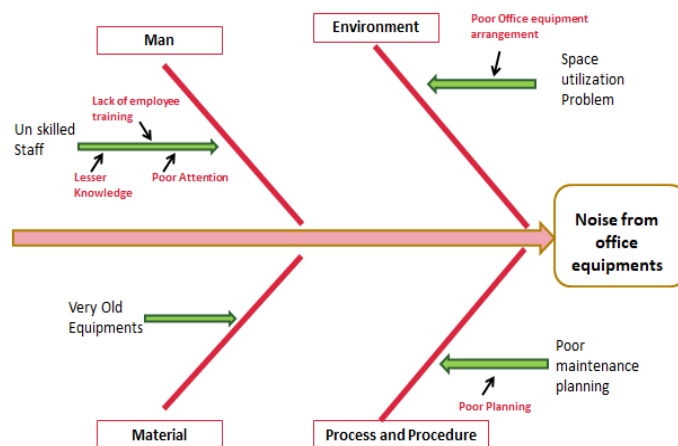 Man
Environment
Poor Office equipment
arrangement
Space
utilization
Problem
Lack of employee
training
Un skilled
Staff
Lesser
Knowledge
Poor Attention
Noise from
office
equipments
Very Old
Equipments
Poor
maintenance
planning
Poor Planning
Material
Process and Procedure